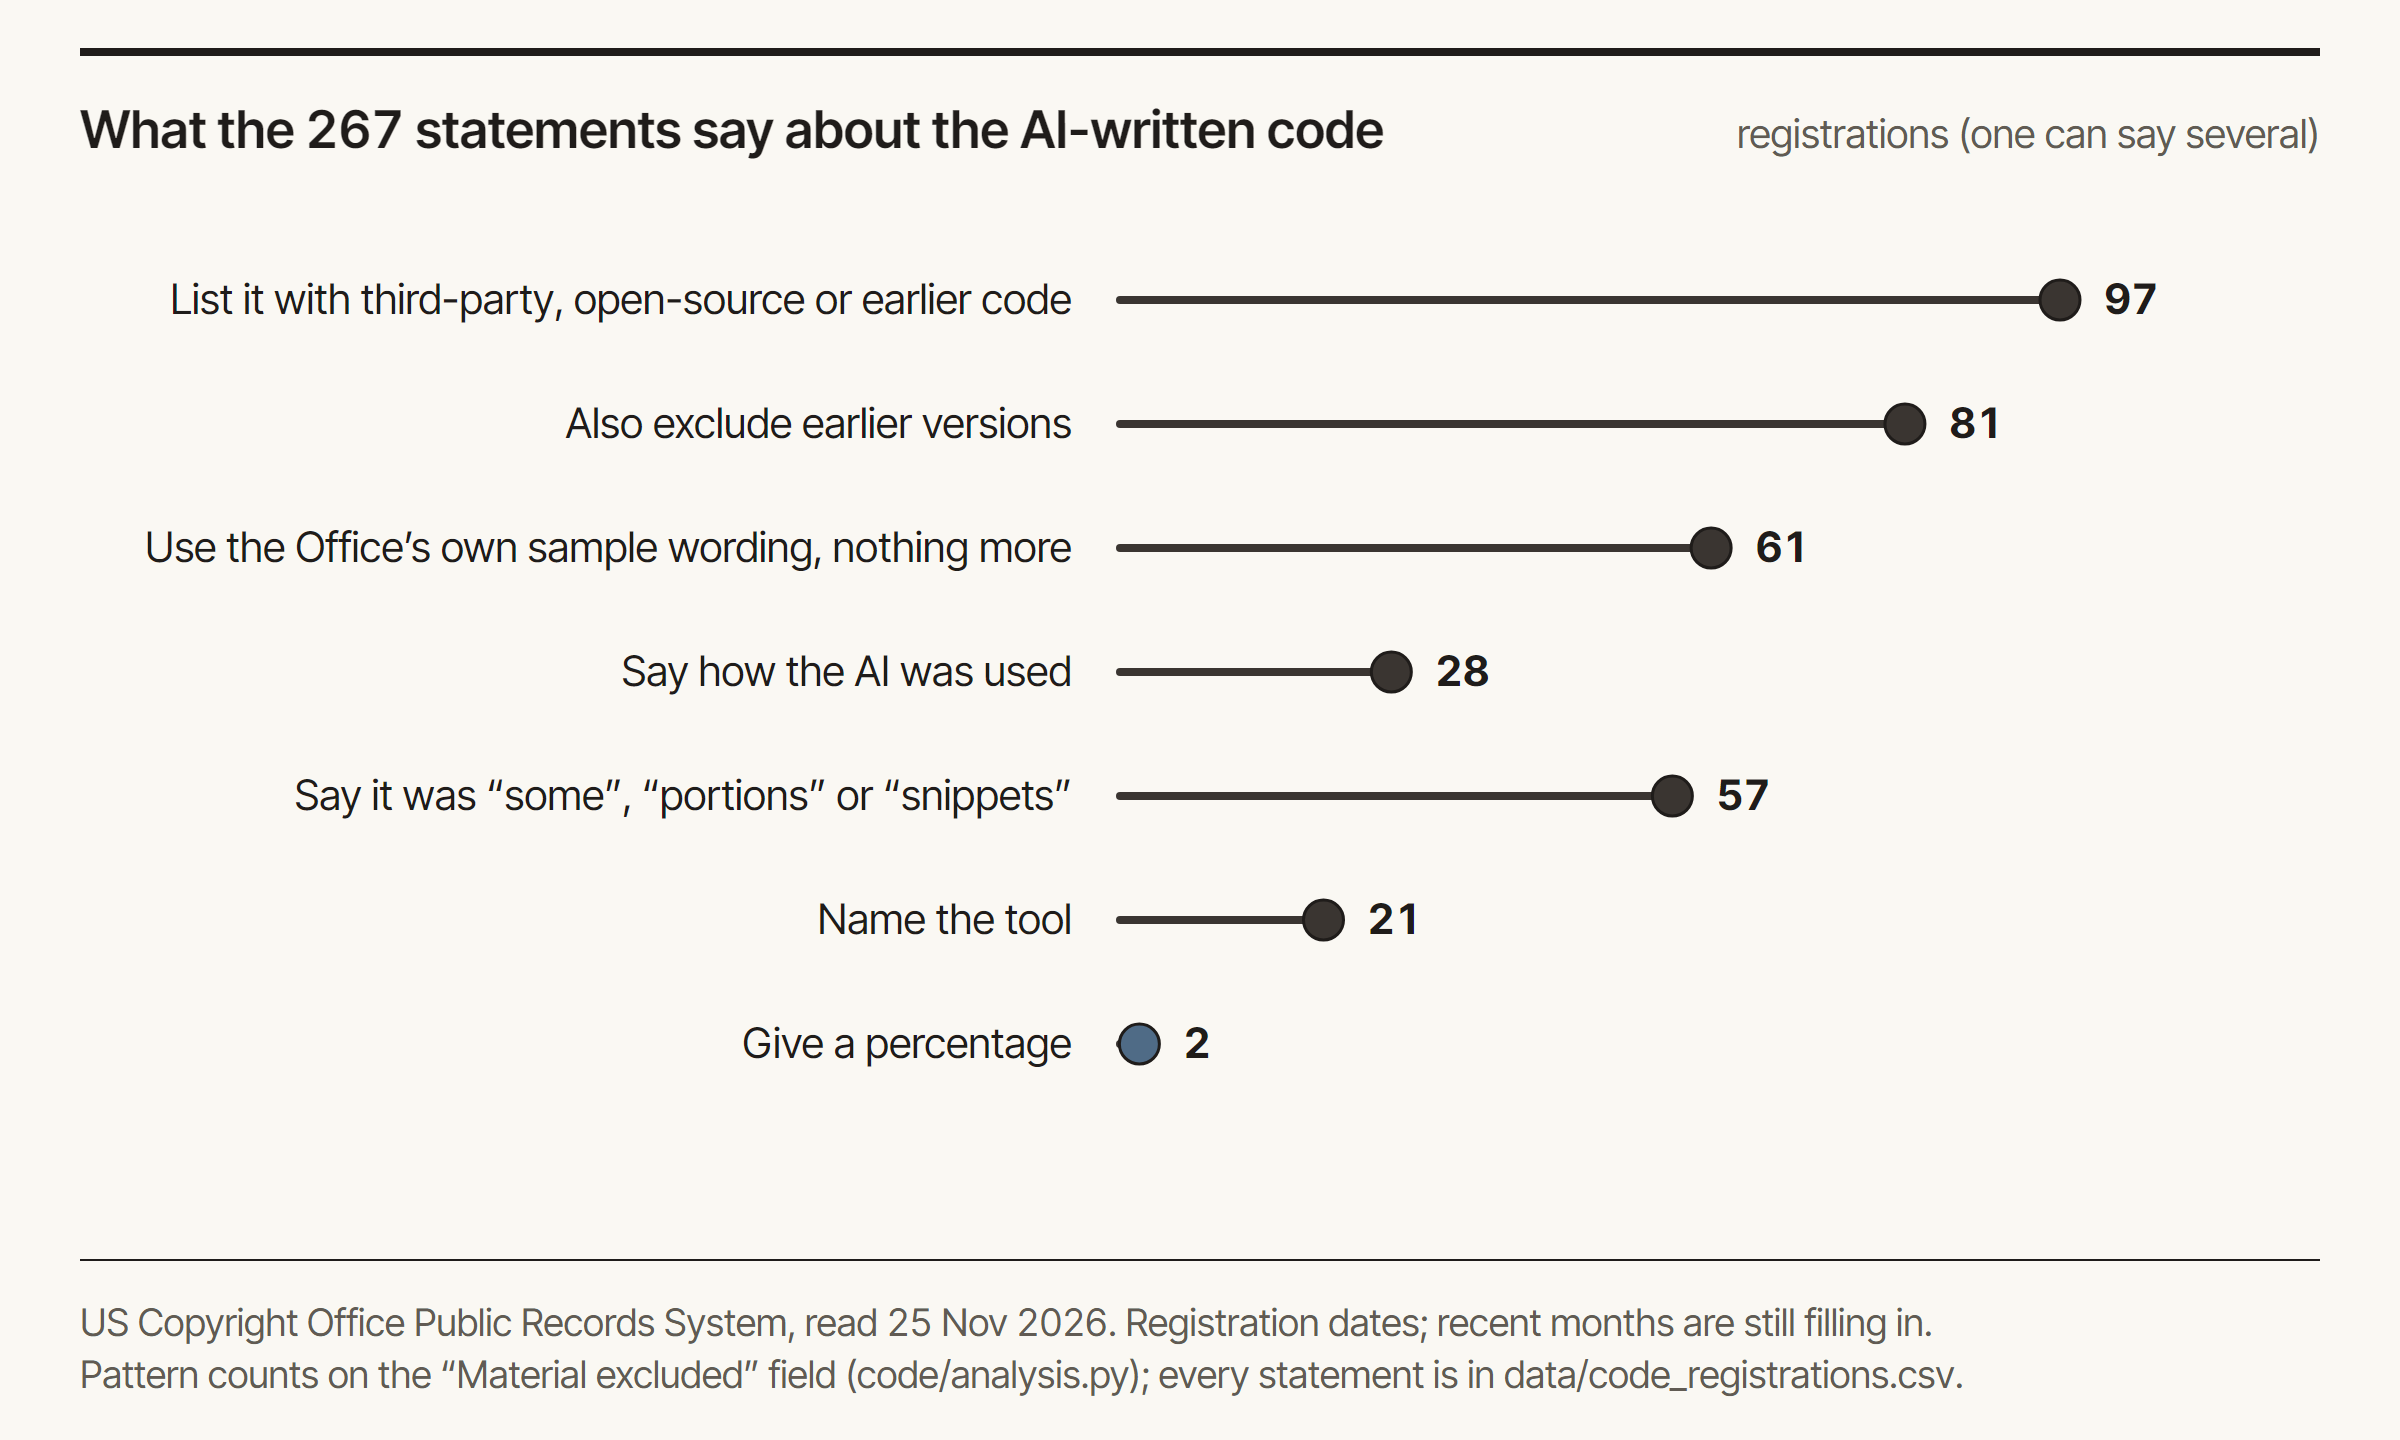 What the 267 statements say about the AI-written code
registrations (one can say several)
List it with third-party, open-source or earlier code 97
Also exclude earlier versions 81
Use the Office’s own sample wording, nothing more 61
Say how the AI was used 28
Say it was “some”, “portions” or “snippets” 57
Name the tool 21
Give a percentage 2
US Copyright Office Public Records System, read 25 Nov 2026. Registration dates; recent months are still filling in.
Pattern counts on the “Material excluded” field (code/analysis.py); every statement is in data/code_registrations.csv.